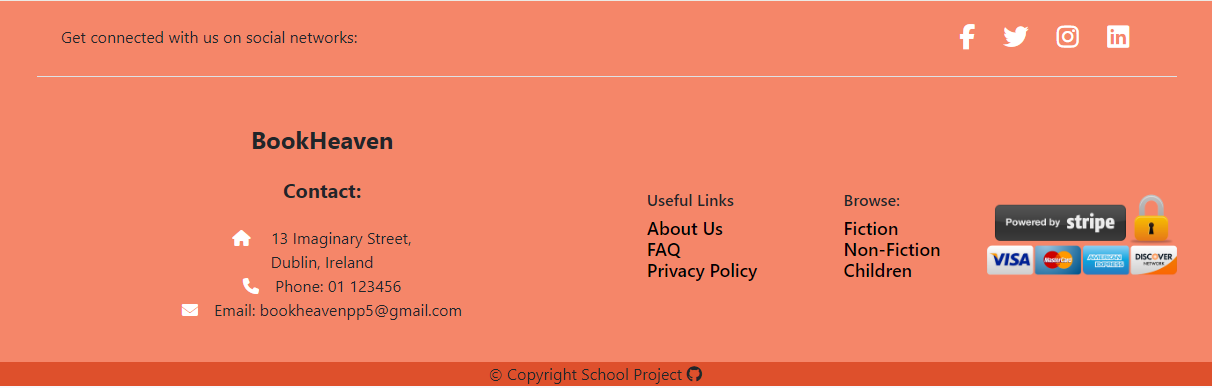 Get connected with us on social networks:
BookHeaven
Contact:
13 Imaginary Street,
Dublin, Ireland
Phone: 01 123456
Email: bookheavenpp5@gmail.com
Useful Links
About Us
FAQ
Privacy Policy
Browse:
Fiction
Non-Fiction
Children
Powered by stripe
VISA MasterCard AMERICAN EXPRESS DISCOVER NETWORK
© Copyright School Project